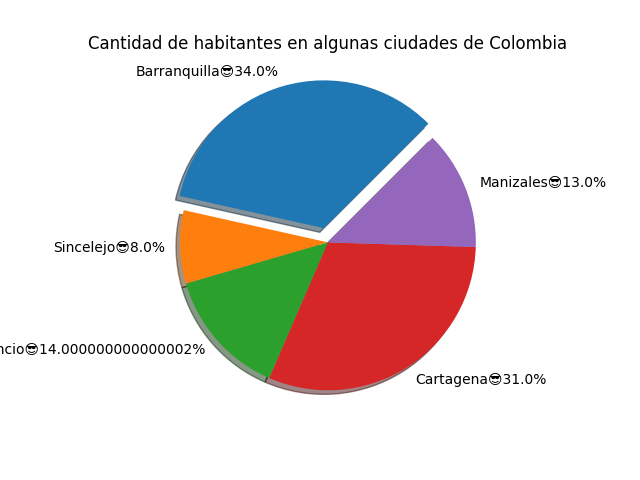 Cantidad de habitantes en algunas ciudades de Colombia
Barranquilla😎34.0%
Manizales😎13.0%
Sincelejo😎8.0%
ncio😎14.000000000000002%
Cartagena😎31.0%